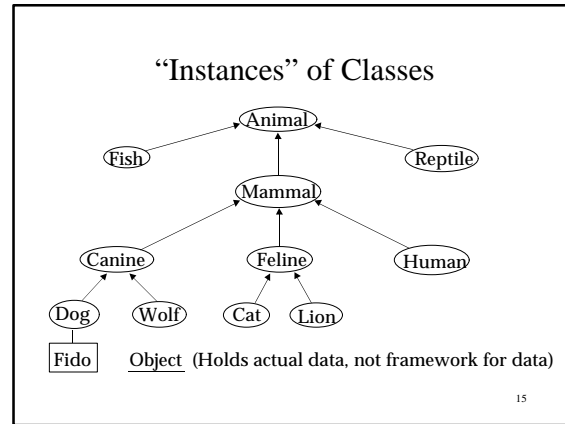 “Instances” of Classes
Animal
Fish
Reptile
Mammal
Canine
Feline
Human
Dog
Wolf
Cat
Lion
Fido
Object (Holds actual data, not framework for data)
15